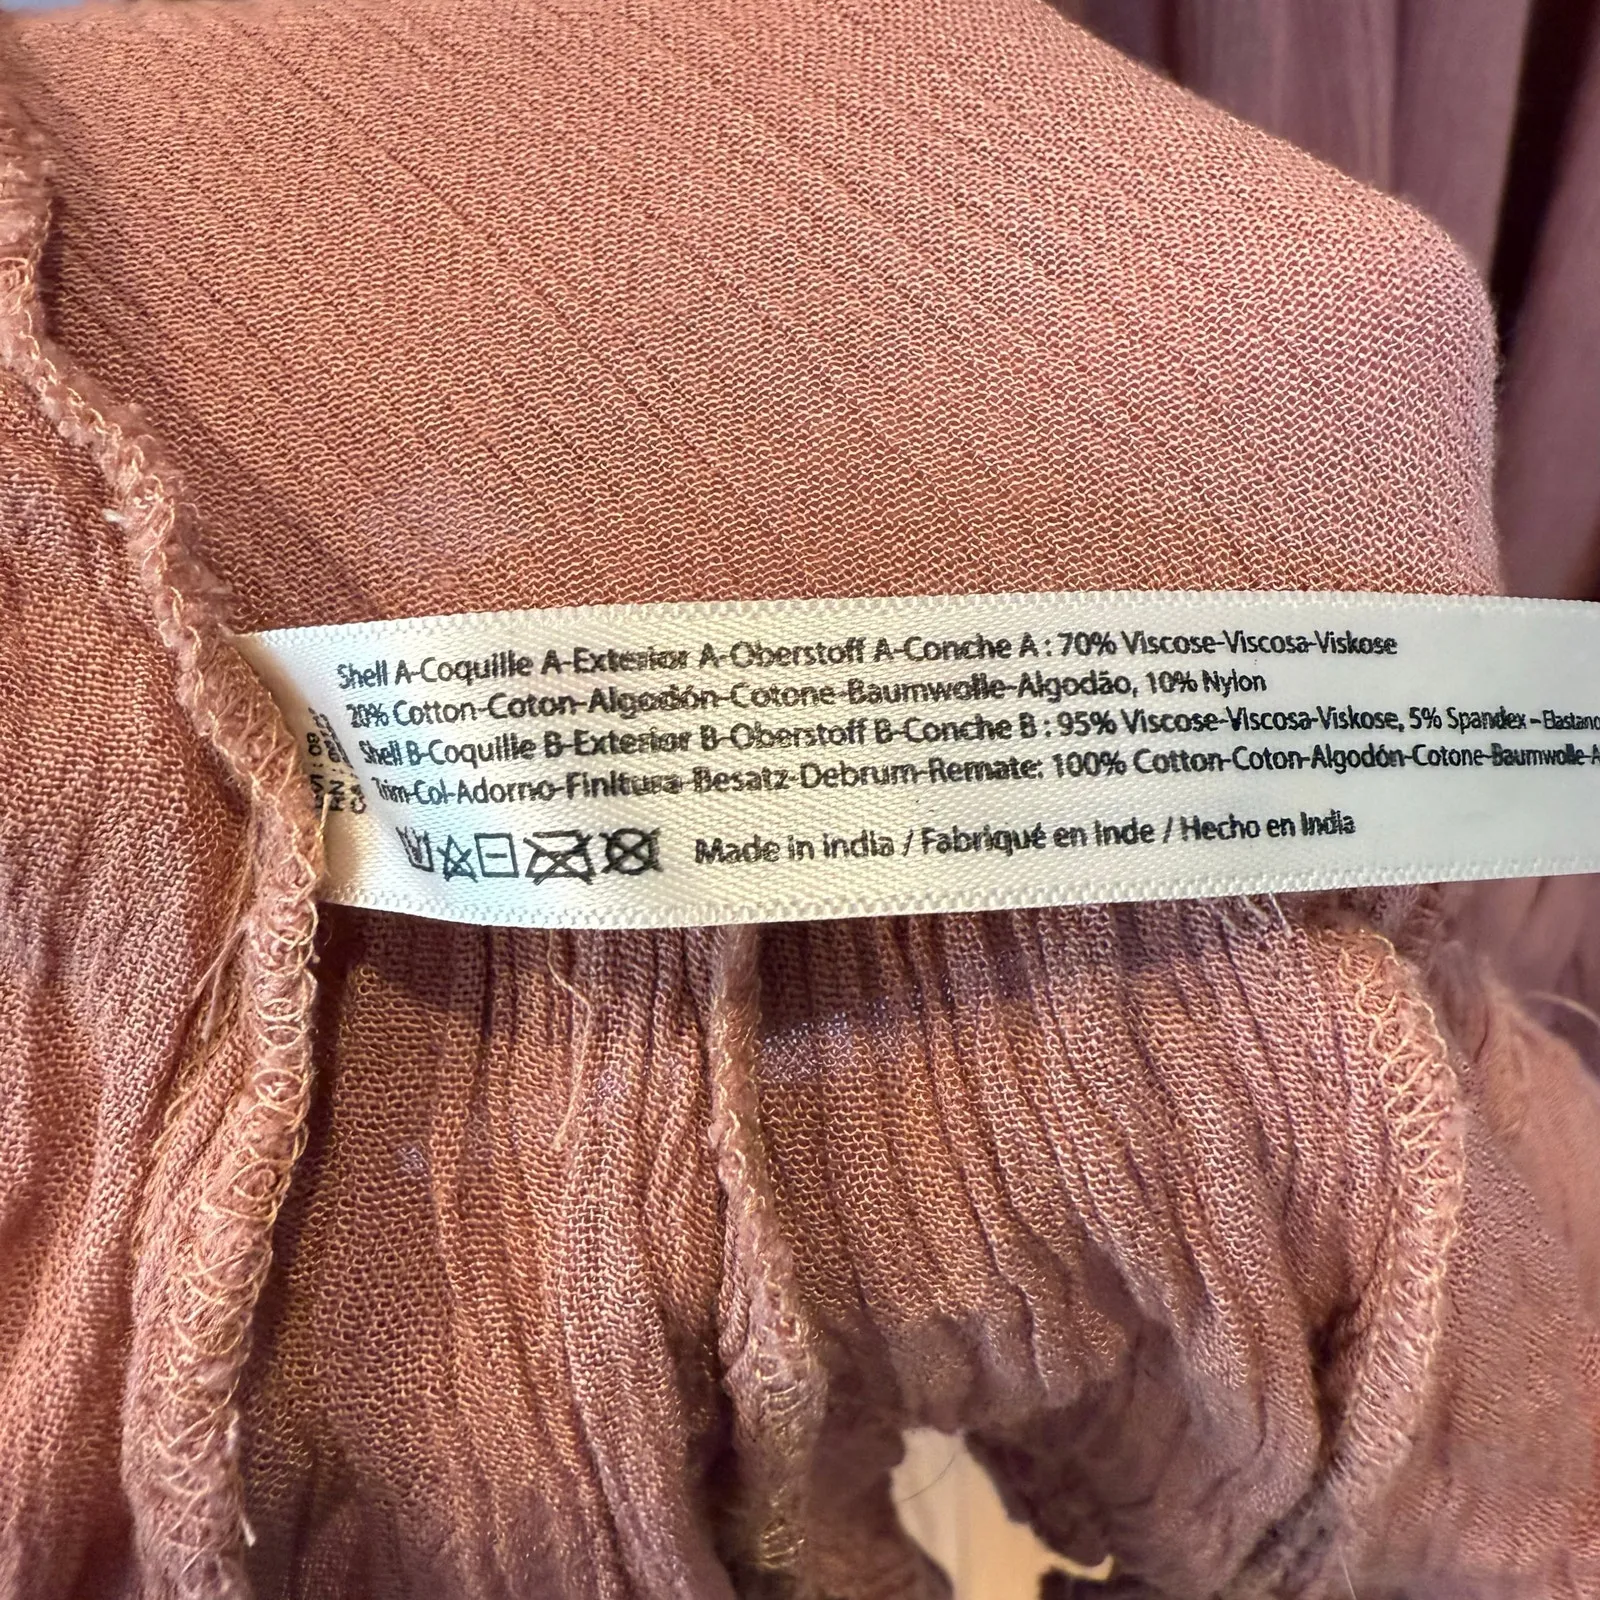 Shell A-Coquille A-Exterior A-Oberstoff A-Conche A : 70% Viscose-Viscosa-Viskose
20% Cotton-Coton-Algodón-Cotone-Baumwolle-Algodão, 10% Nylon
Shell B-Coquille B-Exterior B-Oberstoff B-Conche B : 95% Viscose-Viscosa-Viskose, 5% Spandex – Elastano
Trim-Col-Adorno-Finitura-Besatz-Debrum-Remate: 100% Cotton-Coton-Algodón-Cotone-Baumwolle-A
Made in india / Fabriqué en Inde / Hecho en India